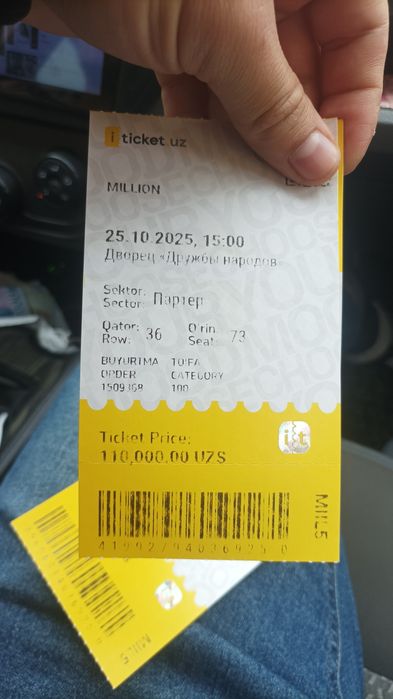 iticket uz
MILLION
25.10.2025, 15:00
Дворец «Дружбы народов»
Sektor:
Sector: Партер
Qator: 36 O'rin: 73
Row: Seat:
BUYURTMA TOIFA
ORDER CATEGORY
100
Ticket Price:
110,000.00 UZS
it